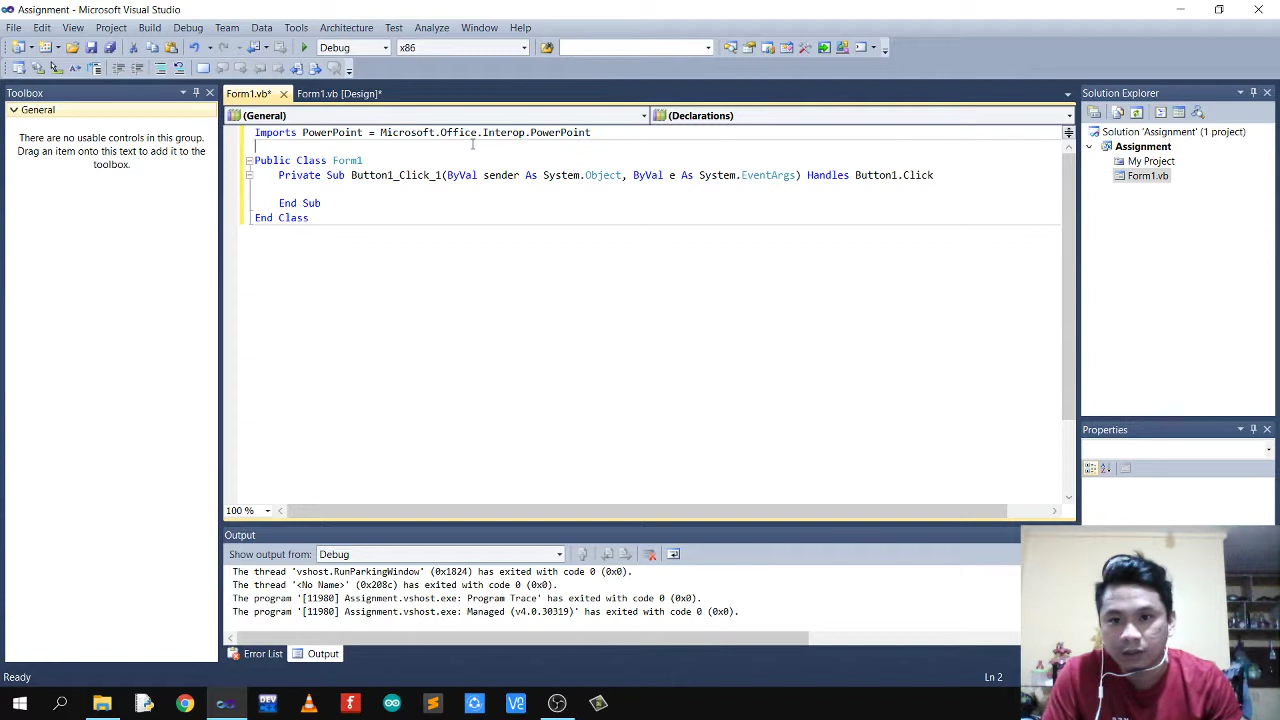 Assignment - Microsoft Visual Studio
File Edit View Project Build Debug Team Data Tools Architecture Test Analyze Window Help
Debug x86
Toolbox
General
There are no usable controls in this group. Drag an item onto this text to add it to the toolbox.
Form1.vb* Form1.vb [Design]*
(General) (Declarations)
Imports PowerPoint = Microsoft.Office.Interop.PowerPoint
Public Class Form1
Private Sub Button1_Click_1(ByVal sender As System.Object, ByVal e As System.EventArgs) Handles Button1.Click
End Sub
End Class
100 %
Output
Show output from: Debug
The thread 'vshost.RunParkingWindow' (0x1824) has exited with code 0 (0x0).
The thread '<No Name>' (0x208c) has exited with code 0 (0x0).
The program '[11980] Assignment.vshost.exe: Program Trace' has exited with code 0 (0x0).
The program '[11980] Assignment.vshost.exe: Managed (v4.0.30319)' has exited with code 0 (0x0).
Error List Output
Solution Explorer
Solution 'Assignment' (1 project)
Assignment
My Project
Form1.vb
Properties
Ready
Ln 2
DEV